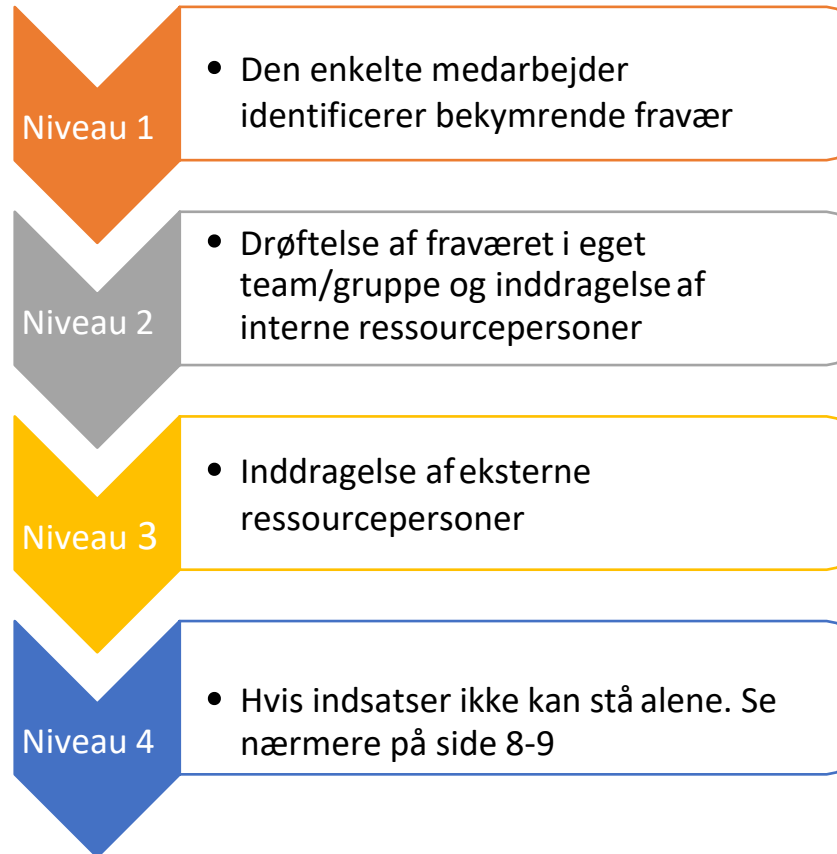 Niveau 1
• Den enkelte medarbejder
identificerer bekymrende fravær
Niveau 2
• Drøftelse af fraværet i eget
team/gruppe og inddragelse af
interne ressourcepersoner
Niveau 3
• Inddragelse af eksterne
ressourcepersoner
Niveau 4
• Hvis indsatser ikke kan stå alene. Se
nærmere på side 8-9